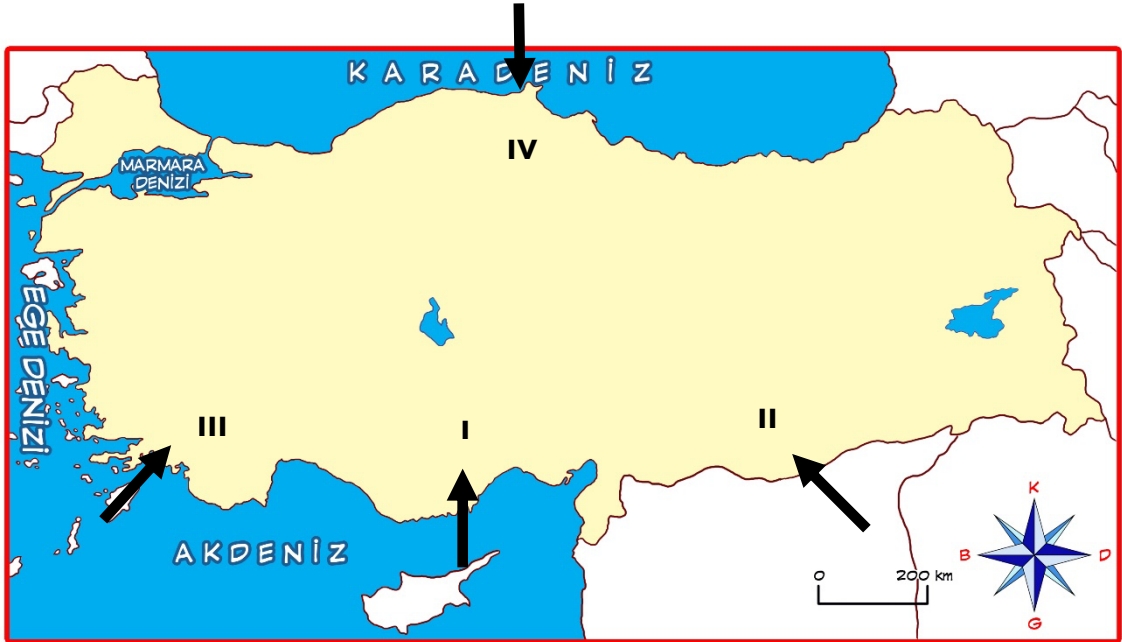 KARADENİZ
IV
MARMARA
DENİZİ
EGE DENİZİ
III
I
II
AKDENİZ
0 200 km
K
B D
G